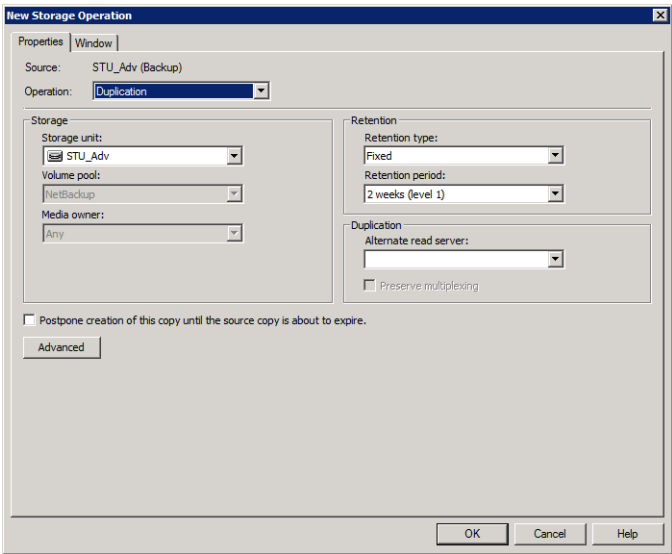 New Storage Operation
Properties
Window
Source: STU_Adv (Backup)
Operation: Duplication
Storage
Storage unit:
STU_Adv
Volume pool:
NetBackup
Media owner:
Any
Retention
Retention type:
Fixed
Retention period:
2 weeks (level 1)
Duplication
Alternate read server:
Preserve multiplexing
Postpone creation of this copy until the source copy is about to expire.
Advanced
OK
Cancel
Help